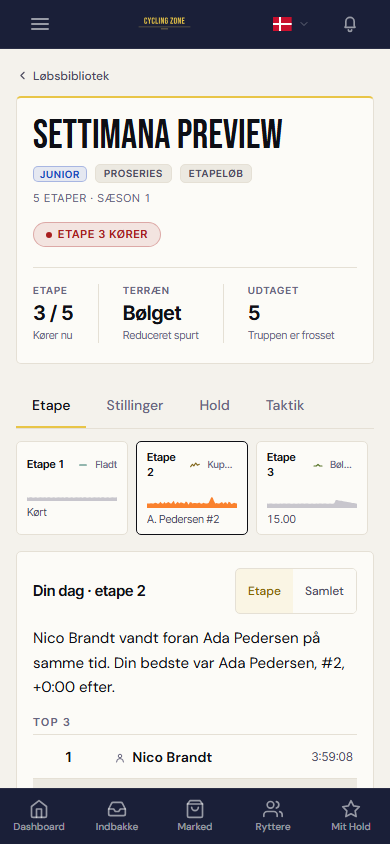 CYCLING ZONE
Løbsbibliotek
SETTIMANA PREVIEW
JUNIOR PROSERIES ETAPELØB
5 ETAPER · SÆSON 1
ETAPE 3 KØRER
ETAPE TERRÆN UDTAGET
3 / 5 Bølget 5
Kører nu Reduceret spurt Truppen er frosset
Etape Stillinger Hold Taktik
Etape 1 Fladt
Kørt
Etape 2 Kup...
A. Pedersen #2
Etape 3 Bøl...
15.00
Din dag · etape 2 Etape Samlet
Nico Brandt vandt foran Ada Pedersen på
samme tid. Din bedste var Ada Pedersen, #2,
+0:00 efter.
TOP 3
1 Nico Brandt 3:59:08
Dashboard Indbakke Marked Ryttere Mit Hold